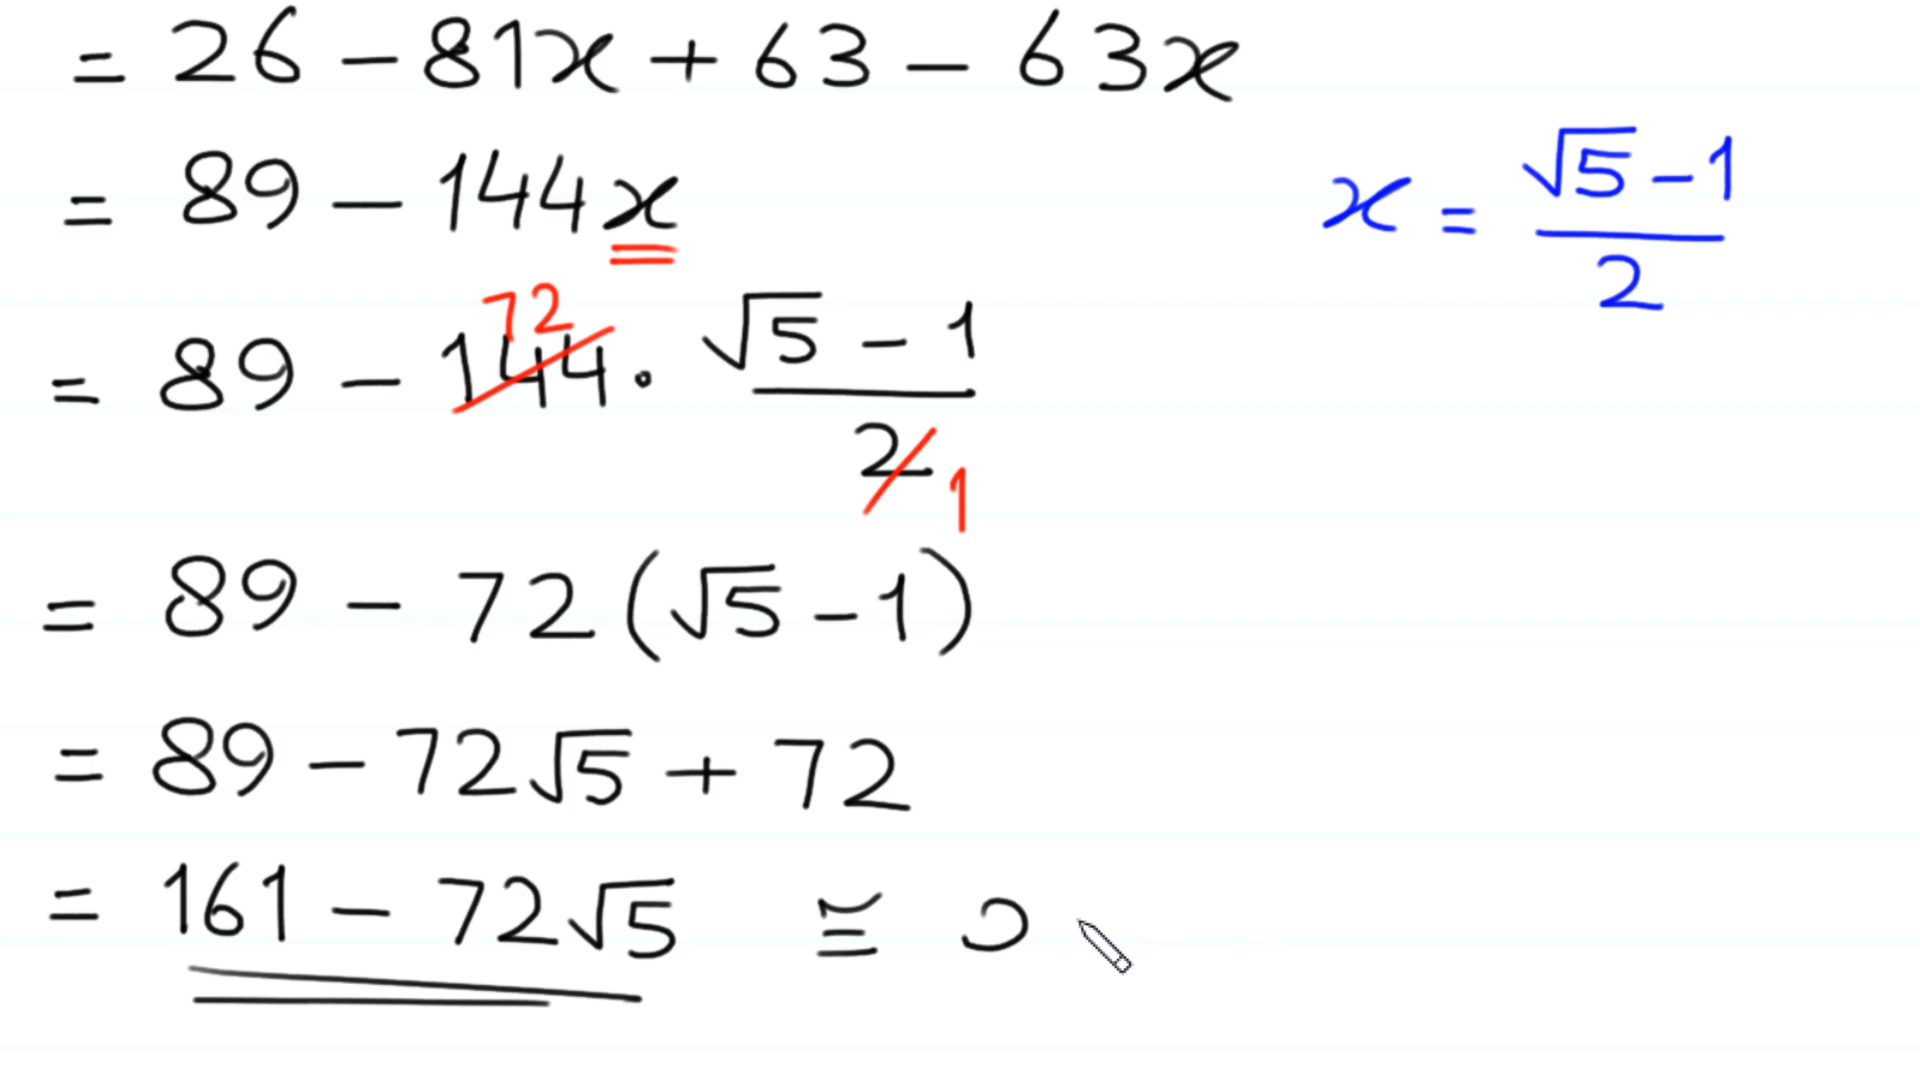 = 26 - 81x + 63 - 63x
= 89 - 144x
x = (√5 - 1)/2
= 89 - 144 · (√5 - 1)/2
72
1
= 89 - 72(√5 - 1)
= 89 - 72√5 + 72
= 161 - 72√5 ≅